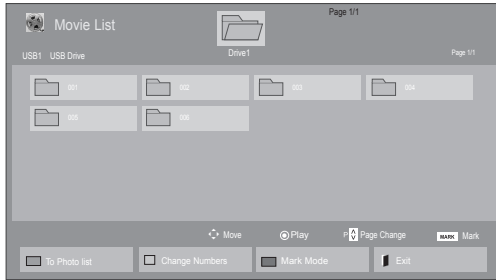 Page 1/1
Movie List
Drive1
USB1 USB Drive
Page 1/1
001 002 003 004
005 006
Move Play P Page Change MARK Mark
To Photo list Change Numbers Mark Mode Exit